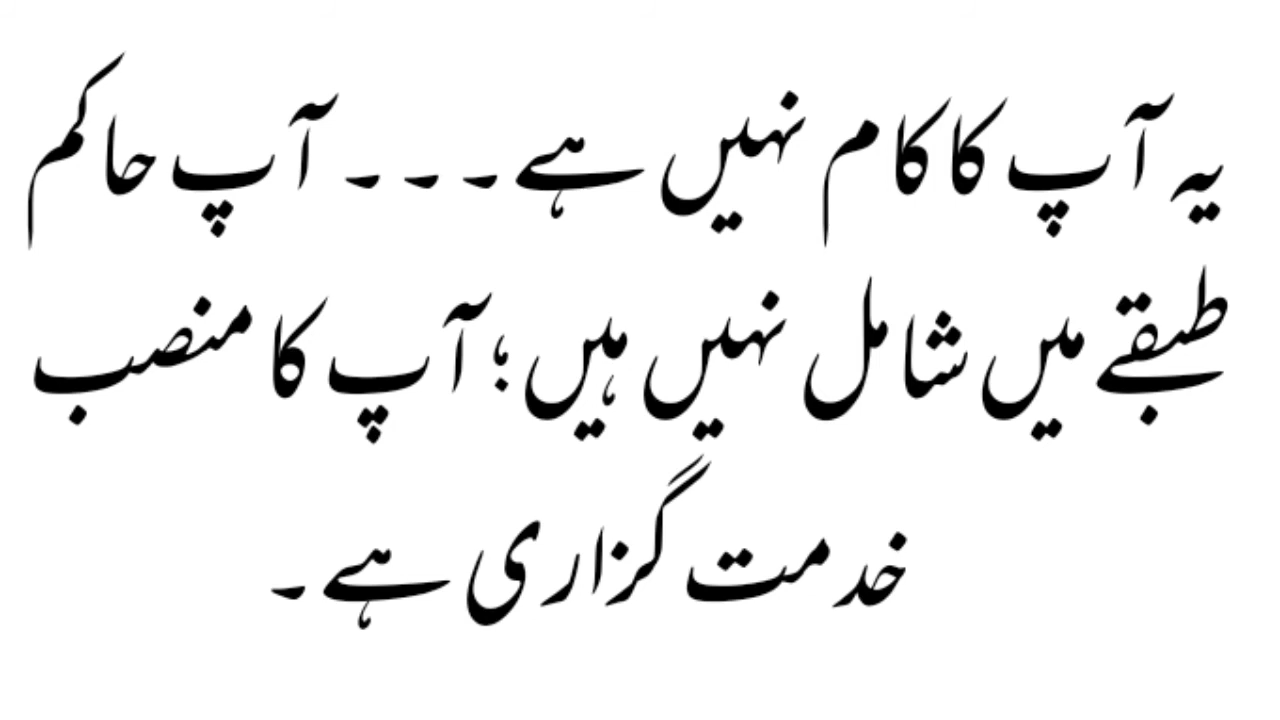 یہ آپ کا کام نہیں ہے۔۔۔ آپ حاکم
طبقے میں شامل نہیں ہیں؛ آپ کا منصب
خدمت گزاری ہے۔